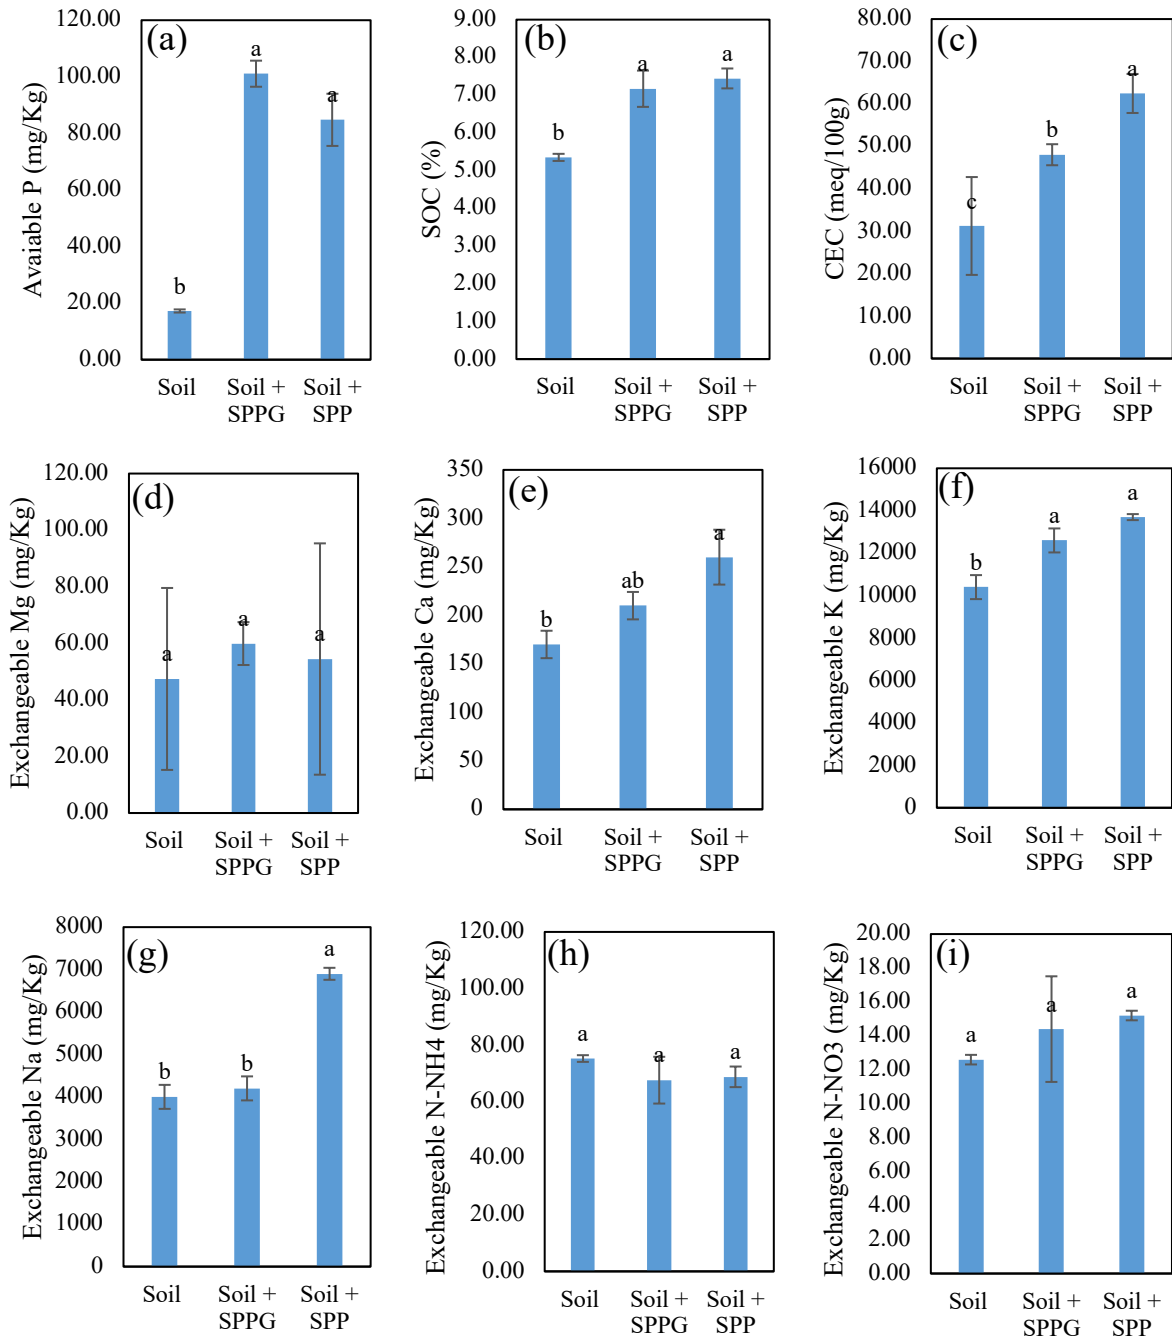 (a)
Avaiable P (mg/Kg)
120.00
100.00
80.00
60.00
40.00
20.00
0.00
b
a
a
Soil
Soil +
SPPG
Soil +
SPP
(b)
SOC (%)
9.00
8.00
7.00
6.00
5.00
4.00
3.00
2.00
1.00
0.00
b
a
a
Soil
Soil +
SPPG
Soil +
SPP
(c)
CEC (meq/100g)
80.00
70.00
60.00
50.00
40.00
30.00
20.00
10.00
0.00
c
b
a
Soil
Soil +
SPPG
Soil +
SPP
(d)
Exchangeable Mg (mg/Kg)
120.00
100.00
80.00
60.00
40.00
20.00
0.00
a
a
a
Soil
Soil +
SPPG
Soil +
SPP
(e)
Exchangeable Ca (mg/Kg)
350
300
250
200
150
100
50
0
b
ab
a
Soil
Soil +
SPPG
Soil +
SPP
(f)
Exchangeable K (mg/Kg)
16000
14000
12000
10000
8000
6000
4000
2000
0
b
a
a
Soil
Soil +
SPPG
Soil +
SPP
(g)
Exchangeable Na (mg/Kg)
8000
7000
6000
5000
4000
3000
2000
1000
0
b
b
a
Soil
Soil +
SPPG
Soil +
SPP
(h)
Exchangeable N-NH4 (mg/Kg)
120.00
100.00
80.00
60.00
40.00
20.00
0.00
a
a
a
Soil
Soil +
SPPG
Soil +
SPP
(i)
Exchangeable N-NO3 (mg/Kg)
20.00
18.00
16.00
14.00
12.00
10.00
8.00
6.00
4.00
2.00
0.00
a
a
a
Soil
Soil +
SPPG
Soil +
SPP